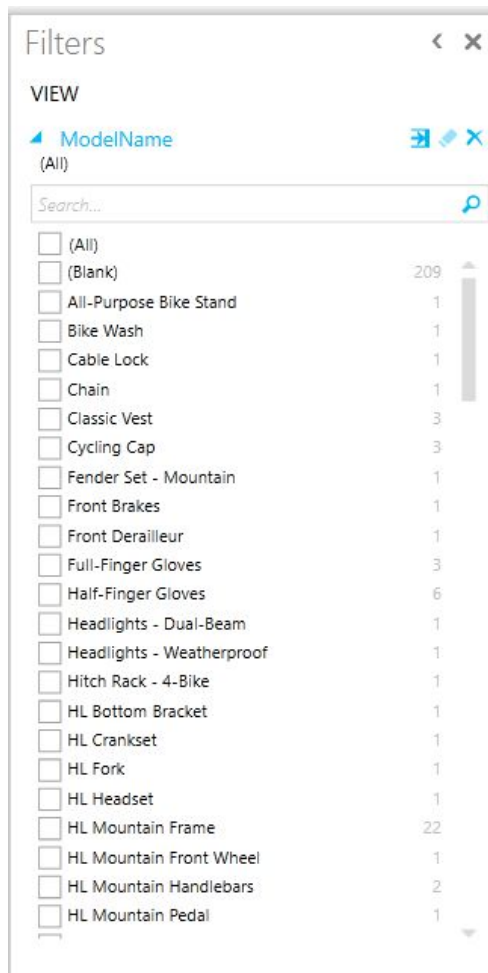 Filters
VIEW
ModelName
(All)
Search...
(All)
(Blank) 209
All-Purpose Bike Stand 1
Bike Wash 1
Cable Lock 1
Chain 1
Classic Vest 3
Cycling Cap 3
Fender Set - Mountain 1
Front Brakes 1
Front Derailleur 1
Full-Finger Gloves 3
Half-Finger Gloves 6
Headlights - Dual-Beam 1
Headlights - Weatherproof 1
Hitch Rack - 4-Bike 1
HL Bottom Bracket 1
HL Crankset 1
HL Fork 1
HL Headset 1
HL Mountain Frame 22
HL Mountain Front Wheel 1
HL Mountain Handlebars 2
HL Mountain Pedal 1